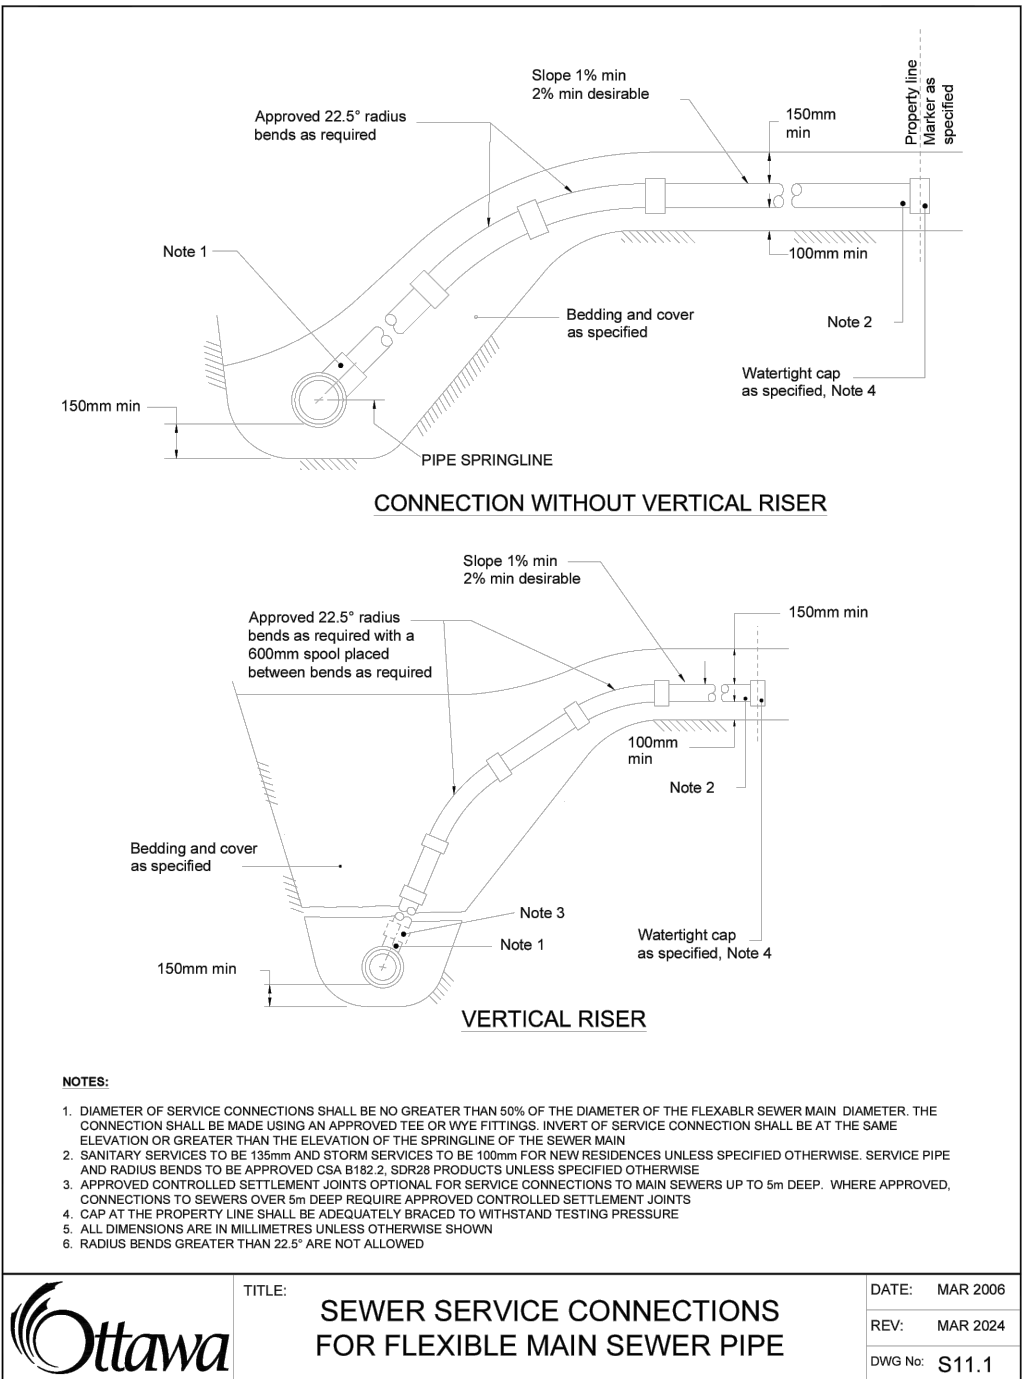 Slope 1% min
2% min desirable
Approved 22.5° radius
bends as required
150mm
min
Property line
Marker as
specified
Note 1
100mm min
Bedding and cover
as specified
Note 2
Watertight cap
as specified, Note 4
150mm min
PIPE SPRINGLINE
CONNECTION WITHOUT VERTICAL RISER
Slope 1% min
2% min desirable
Approved 22.5° radius
bends as required with a
600mm spool placed
between bends as required
150mm min
100mm
min
Note 2
Bedding and cover
as specified
Note 3
Note 1
Watertight cap
as specified, Note 4
150mm min
VERTICAL RISER
NOTES:
1. DIAMETER OF SERVICE CONNECTIONS SHALL BE NO GREATER THAN 50% OF THE DIAMETER OF THE FLEXABLR SEWER MAIN DIAMETER. THE
CONNECTION SHALL BE MADE USING AN APPROVED TEE OR WYE FITTINGS. INVERT OF SERVICE CONNECTION SHALL BE AT THE SAME
ELEVATION OR GREATER THAN THE ELEVATION OF THE SPRINGLINE OF THE SEWER MAIN
2. SANITARY SERVICES TO BE 135mm AND STORM SERVICES TO BE 100mm FOR NEW RESIDENCES UNLESS SPECIFIED OTHERWISE. SERVICE PIPE
AND RADIUS BENDS TO BE APPROVED CSA B182.2, SDR28 PRODUCTS UNLESS SPECIFIED OTHERWISE
3. APPROVED CONTROLLED SETTLEMENT JOINTS OPTIONAL FOR SERVICE CONNECTIONS TO MAIN SEWERS UP TO 5m DEEP. WHERE APPROVED,
CONNECTIONS TO SEWERS OVER 5m DEEP REQUIRE APPROVED CONTROLLED SETTLEMENT JOINTS
4. CAP AT THE PROPERTY LINE SHALL BE ADEQUATELY BRACED TO WITHSTAND TESTING PRESSURE
5. ALL DIMENSIONS ARE IN MILLIMETRES UNLESS OTHERWISE SHOWN
6. RADIUS BENDS GREATER THAN 22.5° ARE NOT ALLOWED
Ottawa
TITLE:
SEWER SERVICE CONNECTIONS
FOR FLEXIBLE MAIN SEWER PIPE
DATE: MAR 2006
REV: MAR 2024
DWG No: S11.1